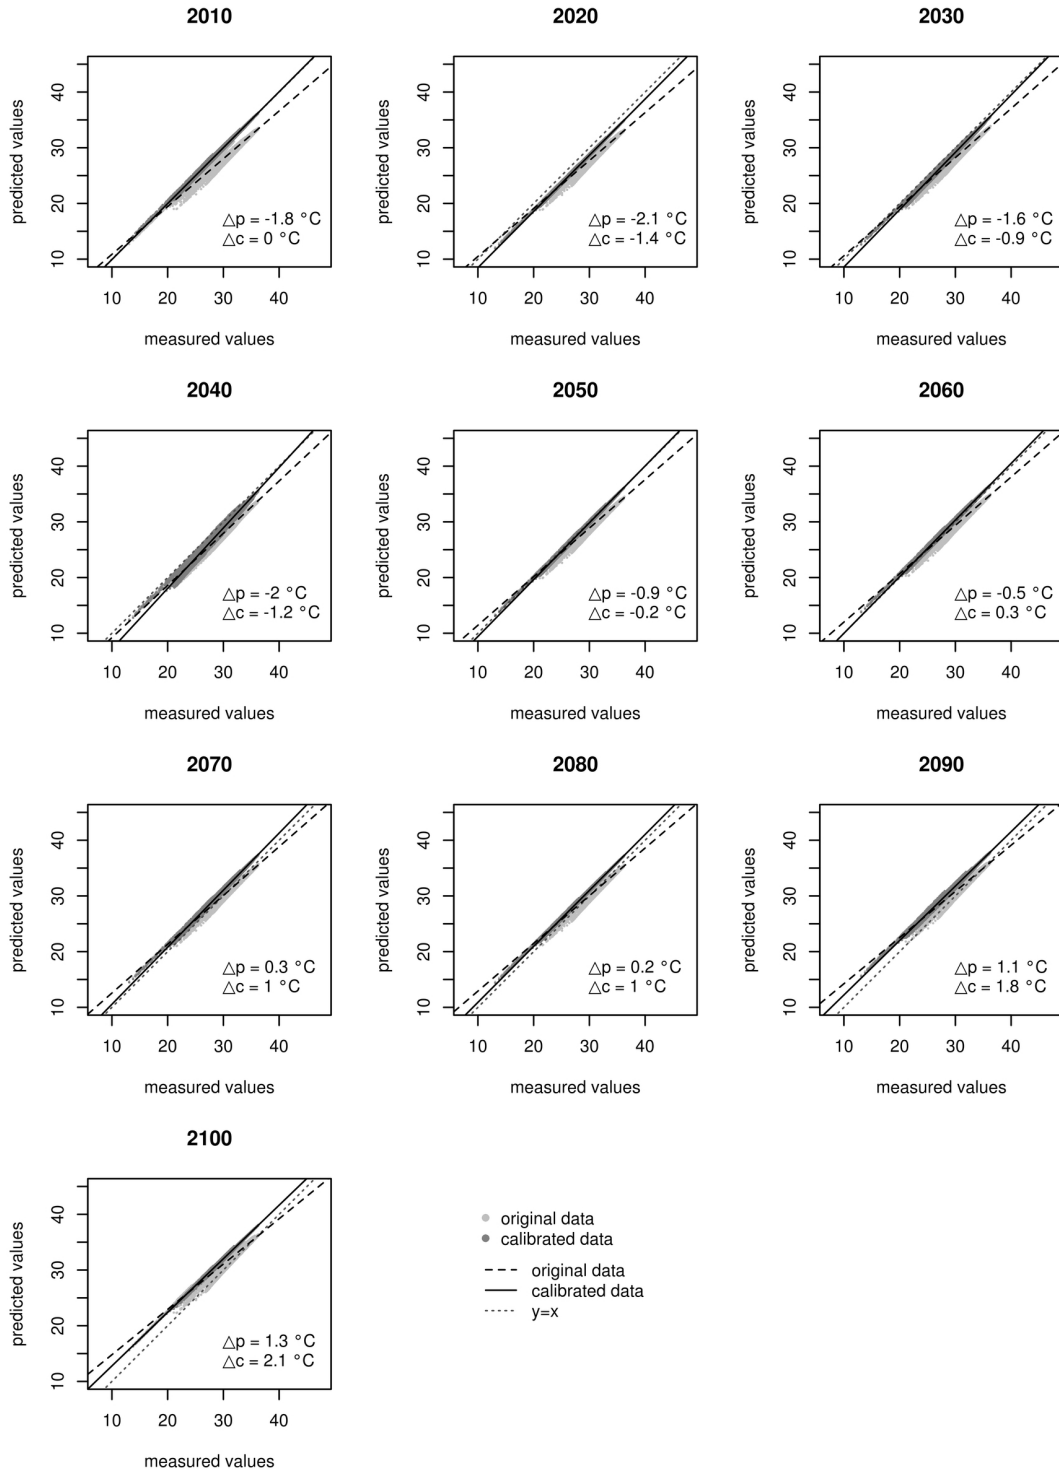 2010
predicted values
40
30
20
10
△p = -1.8 °C
△c = 0 °C
10 20 30 40
measured values
2020
predicted values
40
30
20
10
△p = -2.1 °C
△c = -1.4 °C
10 20 30 40
measured values
2030
predicted values
40
30
20
10
△p = -1.6 °C
△c = -0.9 °C
10 20 30 40
measured values
2040
predicted values
40
30
20
10
△p = -2 °C
△c = -1.2 °C
10 20 30 40
measured values
2050
predicted values
40
30
20
10
△p = -0.9 °C
△c = -0.2 °C
10 20 30 40
measured values
2060
predicted values
40
30
20
10
△p = -0.5 °C
△c = 0.3 °C
10 20 30 40
measured values
2070
predicted values
40
30
20
10
△p = 0.3 °C
△c = 1 °C
10 20 30 40
measured values
2080
predicted values
40
30
20
10
△p = 0.2 °C
△c = 1 °C
10 20 30 40
measured values
2090
predicted values
40
30
20
10
△p = 1.1 °C
△c = 1.8 °C
10 20 30 40
measured values
2100
predicted values
40
30
20
10
△p = 1.3 °C
△c = 2.1 °C
10 20 30 40
measured values
original data
calibrated data
original data
calibrated data
y=x